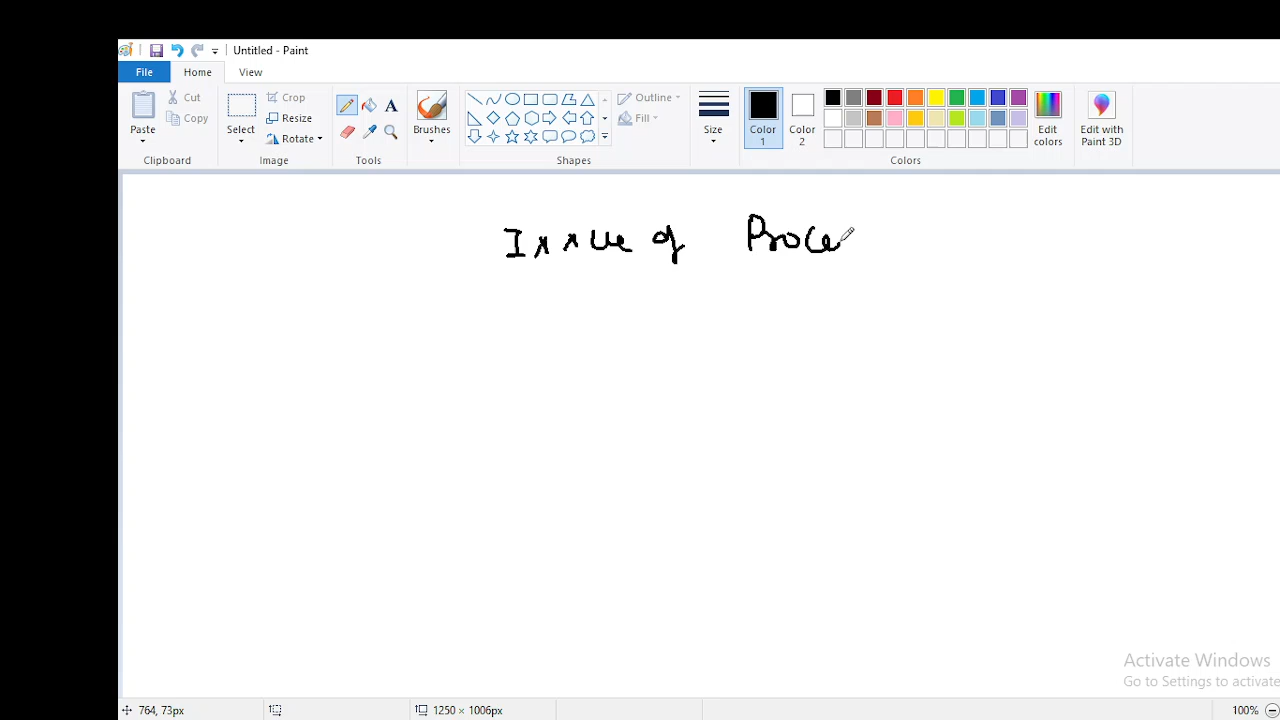 Untitled - Paint
File Home View
Paste Cut Copy Clipboard
Select Crop Resize Rotate Image
Tools
Brushes
Outline Fill Shapes
Size
Color 1 Color 2 Edit colors Colors
Edit with Paint 3D
Issue of Proce
Activate Windows
Go to Settings to activate
764, 73px 1250 × 1006px 100%